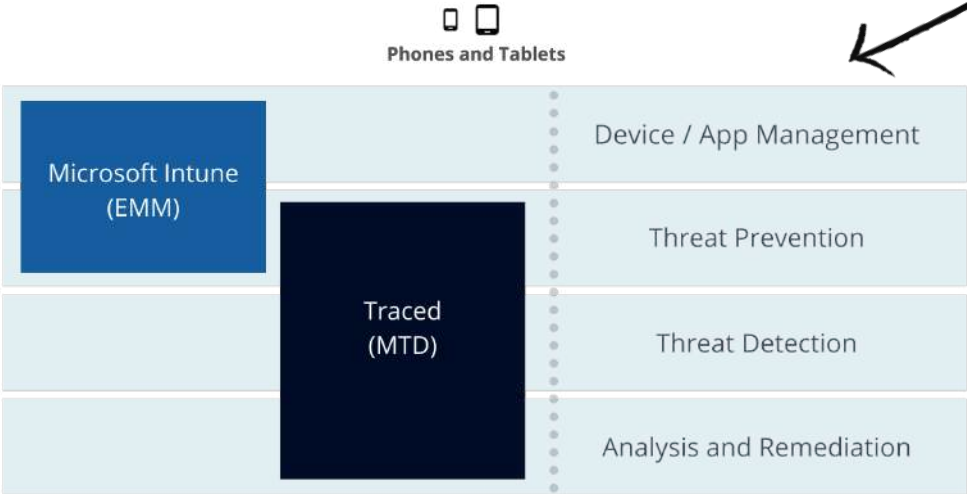 Phones and Tablets
Device / App Management
Microsoft Intune
(EMM)
Threat Prevention
Traced
(MTD)
Threat Detection
Analysis and Remediation